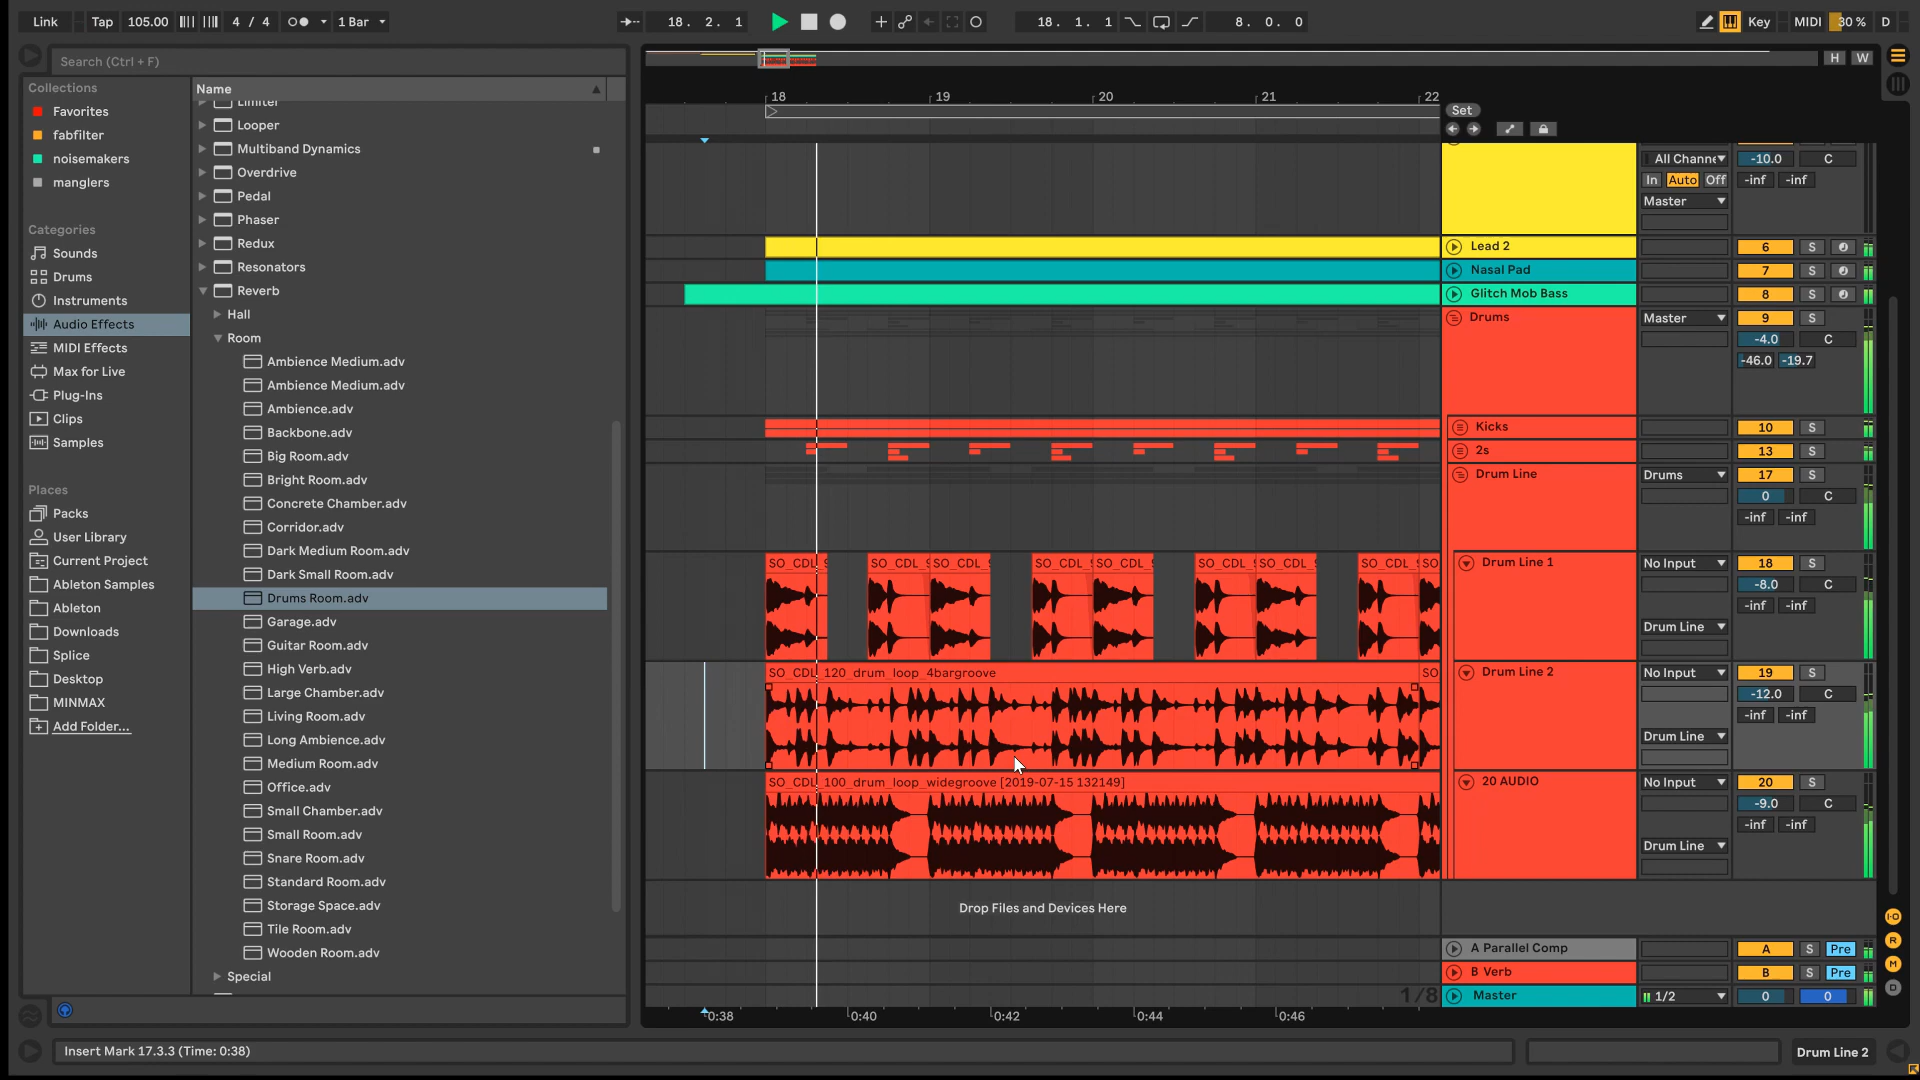 Link
Tap
105.00
4 / 4
1 Bar
18. 2. 1
18. 1. 1
8. 0. 0
Key
MIDI
30 %
D
Search (Ctrl + F)
H
W
Collections
Favorites
fabfilter
noisemakers
manglers
Categories
Sounds
Drums
Instruments
Audio Effects
MIDI Effects
Max for Live
Plug-Ins
Clips
Samples
Places
Packs
User Library
Current Project
Ableton Samples
Ableton
Downloads
Splice
Desktop
MINMAX
Add Folder...
Name
Limiter
Looper
Multiband Dynamics
Overdrive
Pedal
Phaser
Redux
Resonators
Reverb
Hall
Room
Ambience Medium.adv
Ambience Medium.adv
Ambience.adv
Backbone.adv
Big Room.adv
Bright Room.adv
Concrete Chamber.adv
Corridor.adv
Dark Medium Room.adv
Dark Small Room.adv
Drums Room.adv
Garage.adv
Guitar Room.adv
High Verb.adv
Large Chamber.adv
Living Room.adv
Long Ambience.adv
Medium Room.adv
Office.adv
Small Chamber.adv
Small Room.adv
Snare Room.adv
Standard Room.adv
Storage Space.adv
Tile Room.adv
Wooden Room.adv
Special
18 19 20 21 22
Set
All Channe
-10.0
C
In
Auto
Off
-inf
-inf
Master
Lead 2
6
S
Nasal Pad
7
S
Glitch Mob Bass
8
S
Drums
Master
9
S
-4.0
C
-46.0
-19.7
Kicks
10
S
2s
13
S
Drum Line
Drums
17
S
0
C
-inf
-inf
SO_CDL_ SO_CDL_ SO_CDL_ SO_CDL_ SO_CDL_ SO_CDL_ SO_CDL_ SO_CDL_ SO
Drum Line 1
No Input
18
S
-8.0
C
-inf
-inf
Drum Line
SO_CDL_120_drum_loop_4bargroove
SO
Drum Line 2
No Input
19
S
-12.0
C
-inf
-inf
Drum Line
SO_CDL_100_drum_loop_widegroove [2019-07-15 132149]
20 AUDIO
No Input
20
S
-9.0
C
-inf
-inf
Drum Line
Drop Files and Devices Here
A Parallel Comp
A
S
Pre
B Verb
B
S
Pre
1/8
Master
1/2
0
0
I·O
R
M
D
0:38 0:40 0:42 0:44 0:46
Insert Mark 17.3.3 (Time: 0:38)
Drum Line 2